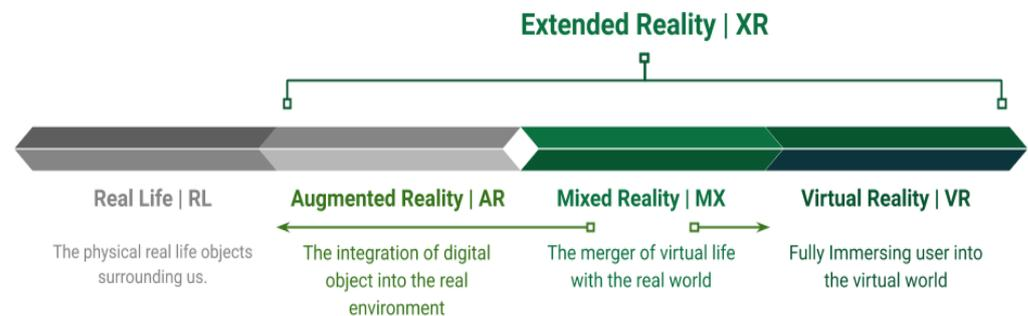 Extended Reality | XR
Real Life | RL
Augmented Reality | AR
Mixed Reality | MX
Virtual Reality | VR
The physical real life objects
surrounding us.
The integration of digital
object into the real
environment
The merger of virtual life
with the real world
Fully Immersing user into
the virtual world